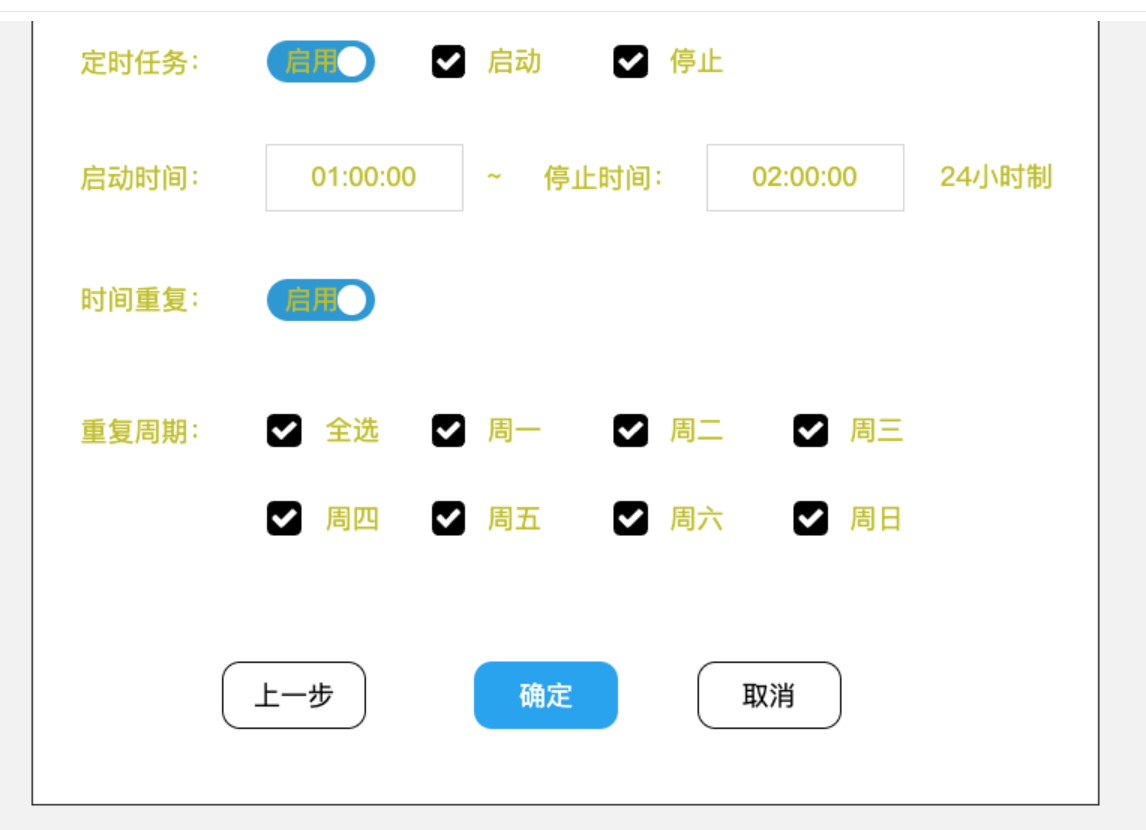 定时任务： 启用 启动 停止
启动时间： 01:00:00 ~ 停止时间： 02:00:00 24小时制
时间重复： 启用
重复周期： 全选 周一 周二 周三
周四 周五 周六 周日
上一步 确定 取消